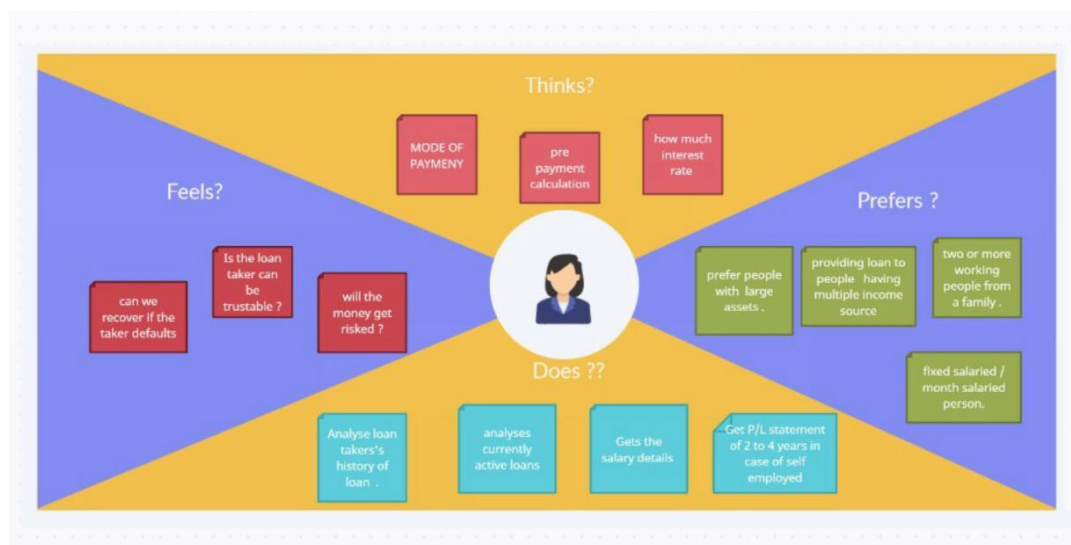 Thinks?
MODE OF
PAYMENY
pre
payment
calculation
how much
interest
rate
Feels?
can we
recover if the
taker defaults
Is the loan
taker can
be
trustable ?
will the
money get
risked ?
Prefers ?
prefer people
with large
assets .
providing loan to
people having
multiple income
source
two or more
working
people from
a family .
fixed salaried /
month salaried
person.
Does ??
Analyse loan
takers's
history of
loan .
analyses
currently
active loans
Gets the
salary details
Get P/L statement
of 2 to 4 years in
case of self
employed